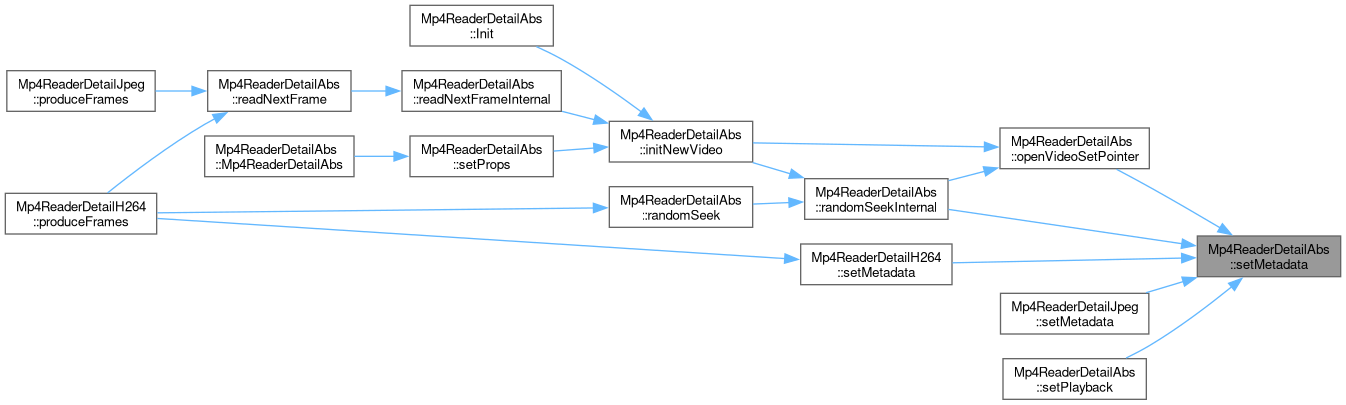 Mp4ReaderDetailAbs
::Init
Mp4ReaderDetailJpeg
::produceFrames
Mp4ReaderDetailAbs
::readNextFrame
Mp4ReaderDetailAbs
::readNextFrameInternal
Mp4ReaderDetailAbs
::Mp4ReaderDetailAbs
Mp4ReaderDetailAbs
::setProps
Mp4ReaderDetailAbs
::initNewVideo
Mp4ReaderDetailAbs
::openVideoSetPointer
Mp4ReaderDetailH264
::produceFrames
Mp4ReaderDetailAbs
::randomSeek
Mp4ReaderDetailAbs
::randomSeekInternal
Mp4ReaderDetailH264
::setMetadata
Mp4ReaderDetailAbs
::setMetadata
Mp4ReaderDetailJpeg
::setMetadata
Mp4ReaderDetailAbs
::setPlayback